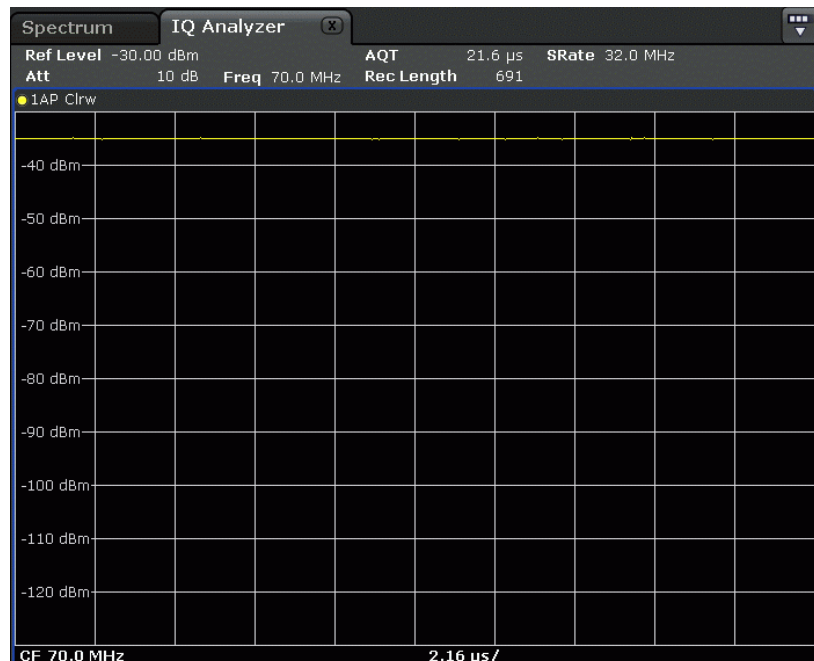 Spectrum IQ Analyzer X
Ref Level -30.00 dBm AQT 21.6 µs SRate 32.0 MHz
Att 10 dB Freq 70.0 MHz Rec Length 691
1AP Clrw
-40 dBm
-50 dBm
-60 dBm
-70 dBm
-80 dBm
-90 dBm
-100 dBm
-110 dBm
-120 dBm
CF 70.0 MHz 2.16 µs/